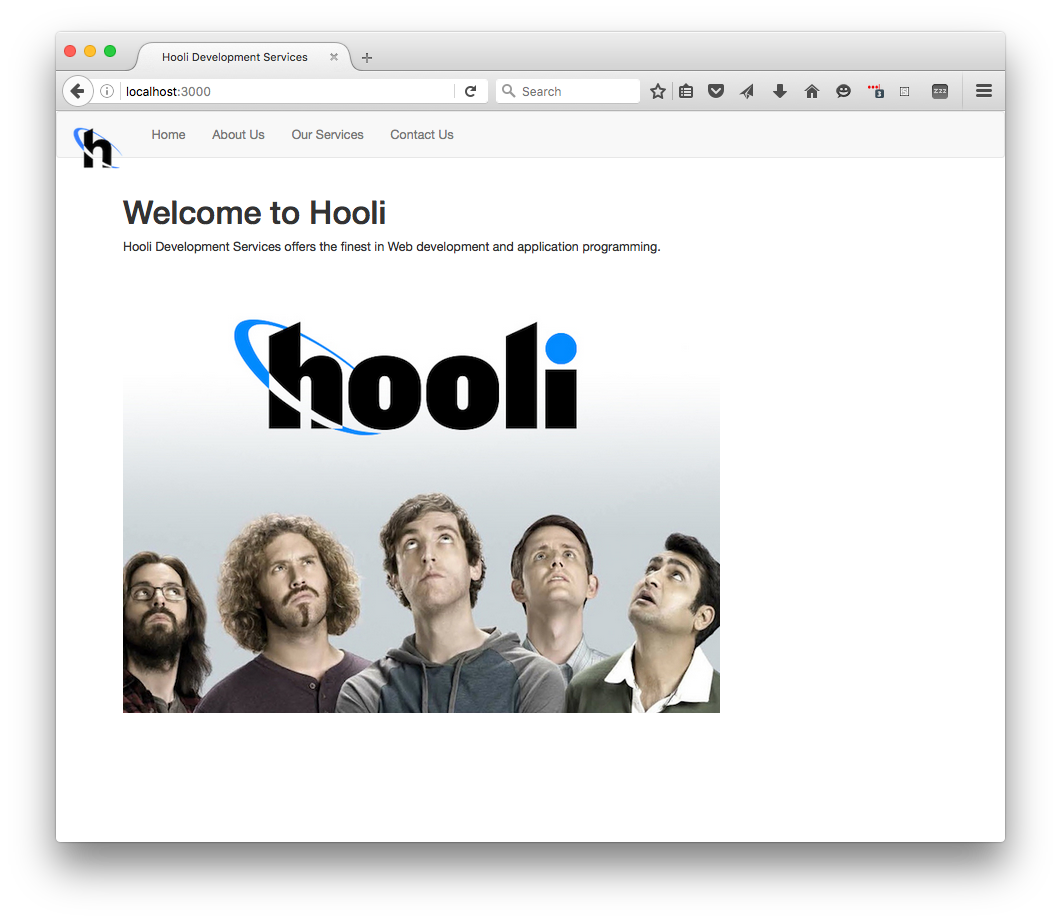 Hooli Development Services
localhost:3000
Search
zzz
h
Home About Us Our Services Contact Us
Welcome to Hooli
Hooli Development Services offers the finest in Web development and application programming.
hooli